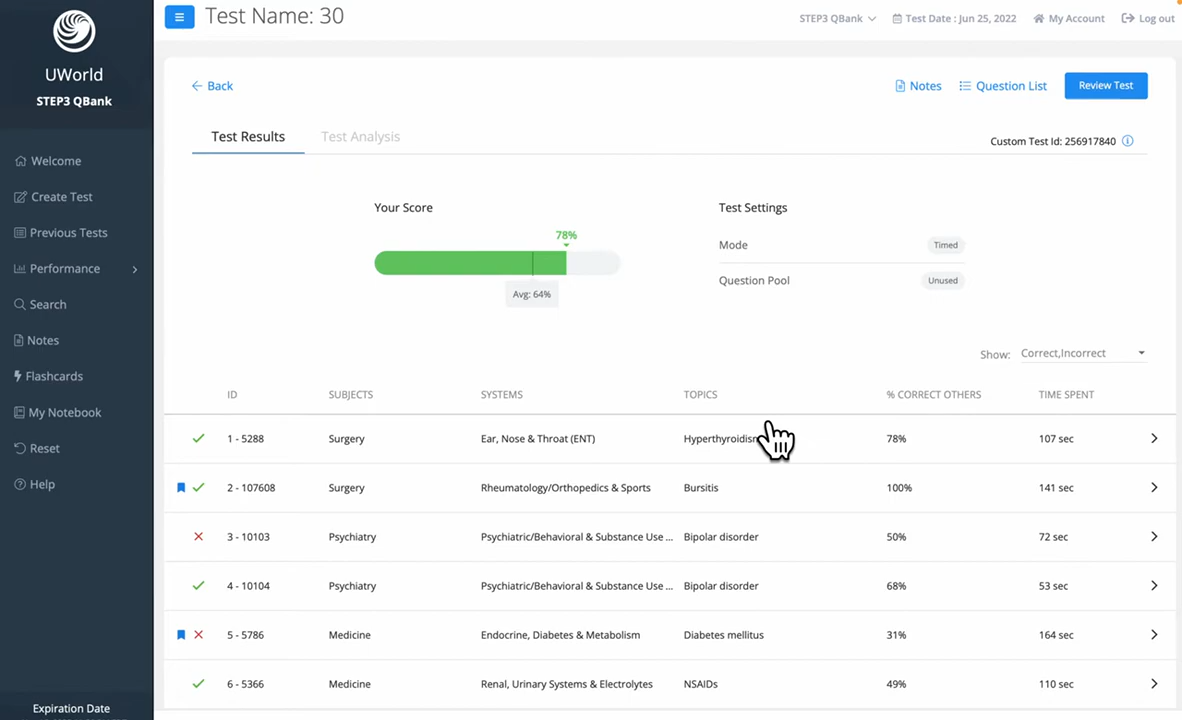 Test Name: 30
STEP3 QBank
Test Date : Jun 25, 2022
My Account
Log out
UWorld
STEP3 QBank
Welcome
Create Test
Previous Tests
Performance
Search
Notes
Flashcards
My Notebook
Reset
Help
Expiration Date
Back
Notes
Question List
Review Test
Test Results
Test Analysis
Custom Test Id: 256917840
Your Score
78%
Avg: 64%
Test Settings
Mode Timed
Question Pool Unused
Show: Correct,Incorrect
ID SUBJECTS SYSTEMS TOPICS % CORRECT OTHERS TIME SPENT
1 - 5288 Surgery Ear, Nose & Throat (ENT) 78% 107 sec
2 - 107608 Surgery Rheumatology/Orthopedics & Sports Bursitis 100% 141 sec
3 - 10103 Psychiatry Psychiatric/Behavioral & Substance Use ... Bipolar disorder 50% 72 sec
4 - 10104 Psychiatry Psychiatric/Behavioral & Substance Use ... Bipolar disorder 68% 53 sec
5 - 5786 Medicine Endocrine, Diabetes & Metabolism Diabetes mellitus 31% 164 sec
6 - 5366 Medicine Renal, Urinary Systems & Electrolytes NSAIDs 49% 110 sec